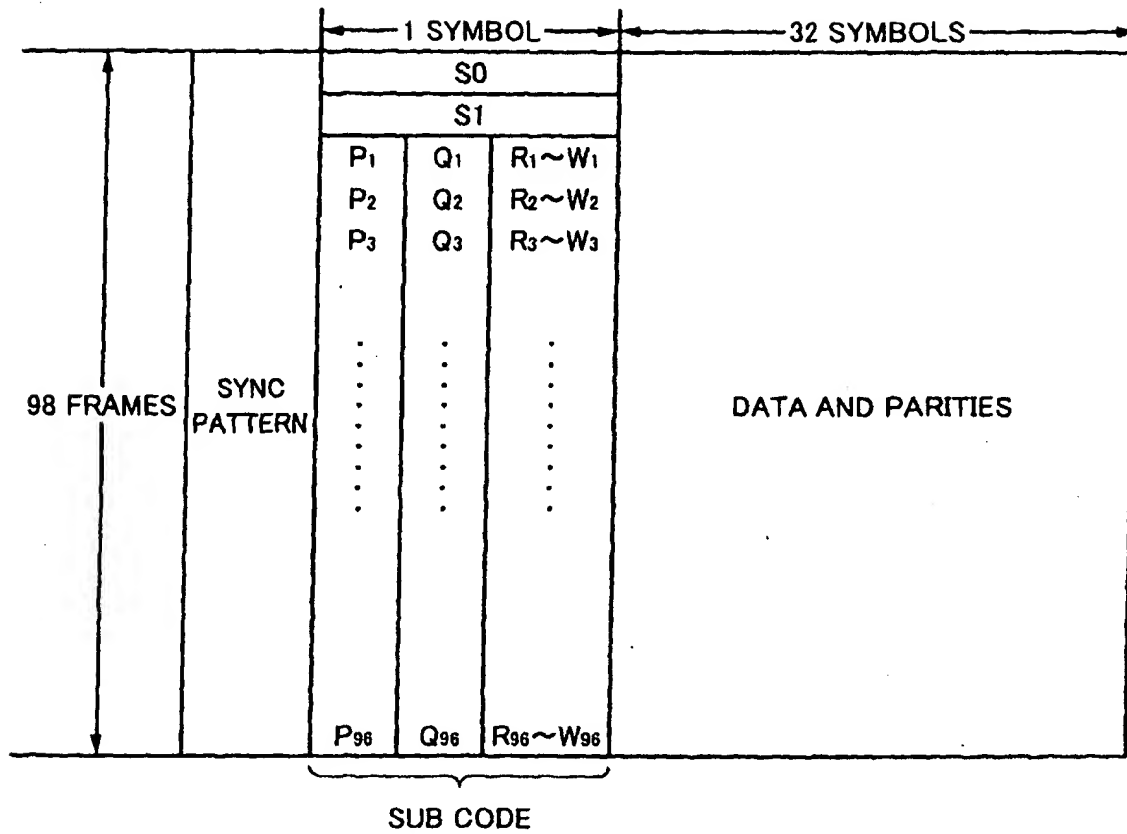 1 SYMBOL 32 SYMBOLS
S0
S1
P1 Q1 R1~W1
P2 Q2 R2~W2
P3 Q3 R3~W3
98 FRAMES
SYNC
PATTERN
DATA AND PARITIES
P96 Q96 R96~W96
SUB CODE